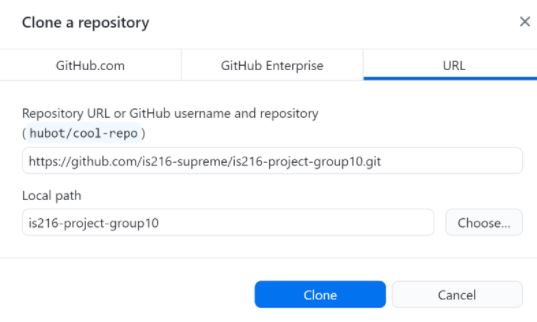 Clone a repository
×
GitHub.com GitHub Enterprise URL
Repository URL or GitHub username and repository
( hubot/cool-repo )
https://github.com/is216-supreme/is216-project-group10.git
Local path
is216-project-group10 Choose...
Clone Cancel